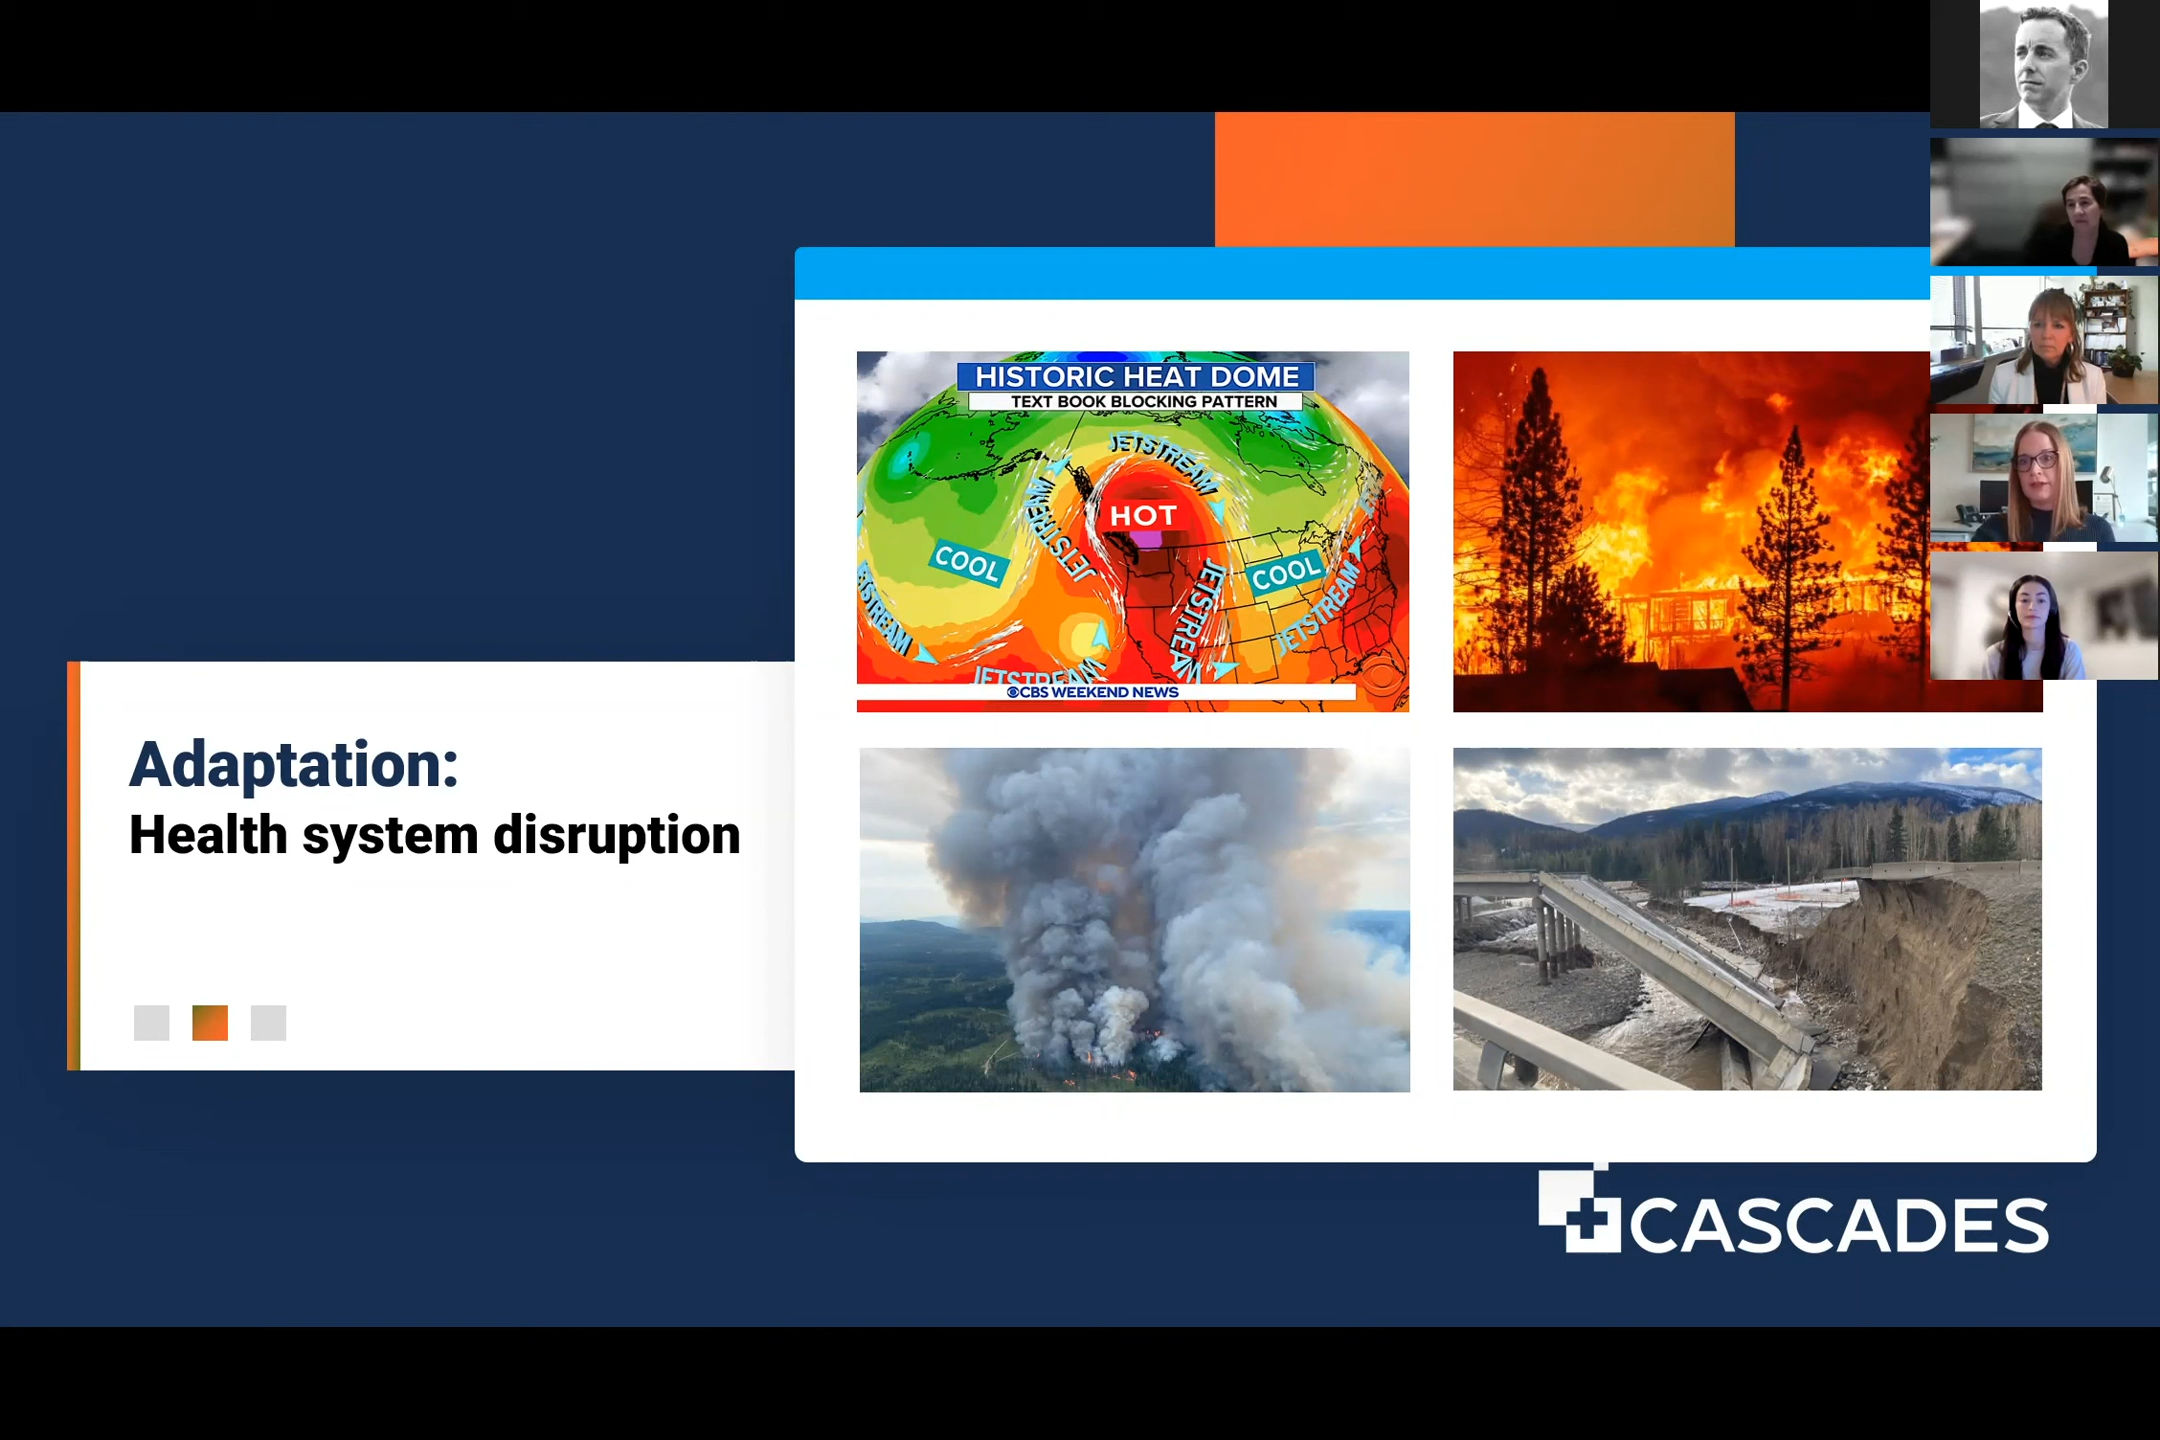 HISTORIC HEAT DOME
TEXT BOOK BLOCKING PATTERN
JETSTREAM
JETSTREAM
JETSTREAM
HOT
COOL
COOL
JETSTREAM
JETSTREAM
JETSTREAM
CBS WEEKEND NEWS
Adaptation:
Health system disruption
CASCADES